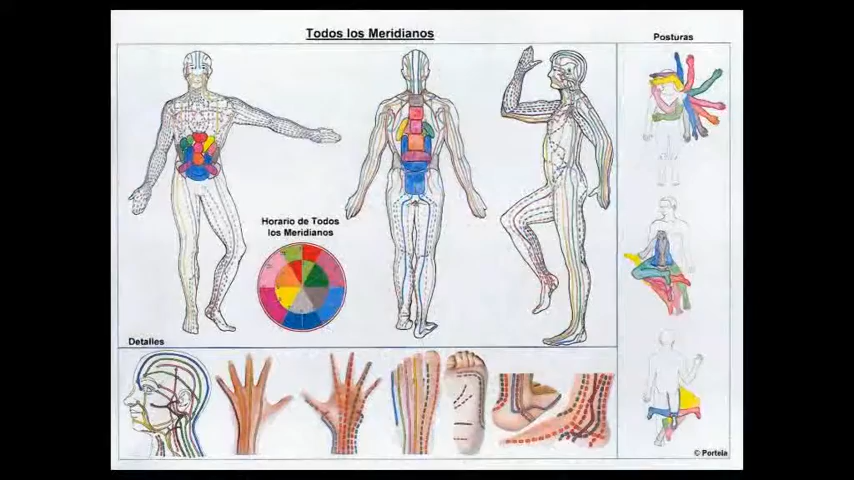 Todos los Meridianos
Posturas
Horario de Todos
los Meridianos
Detalles
© Porteia